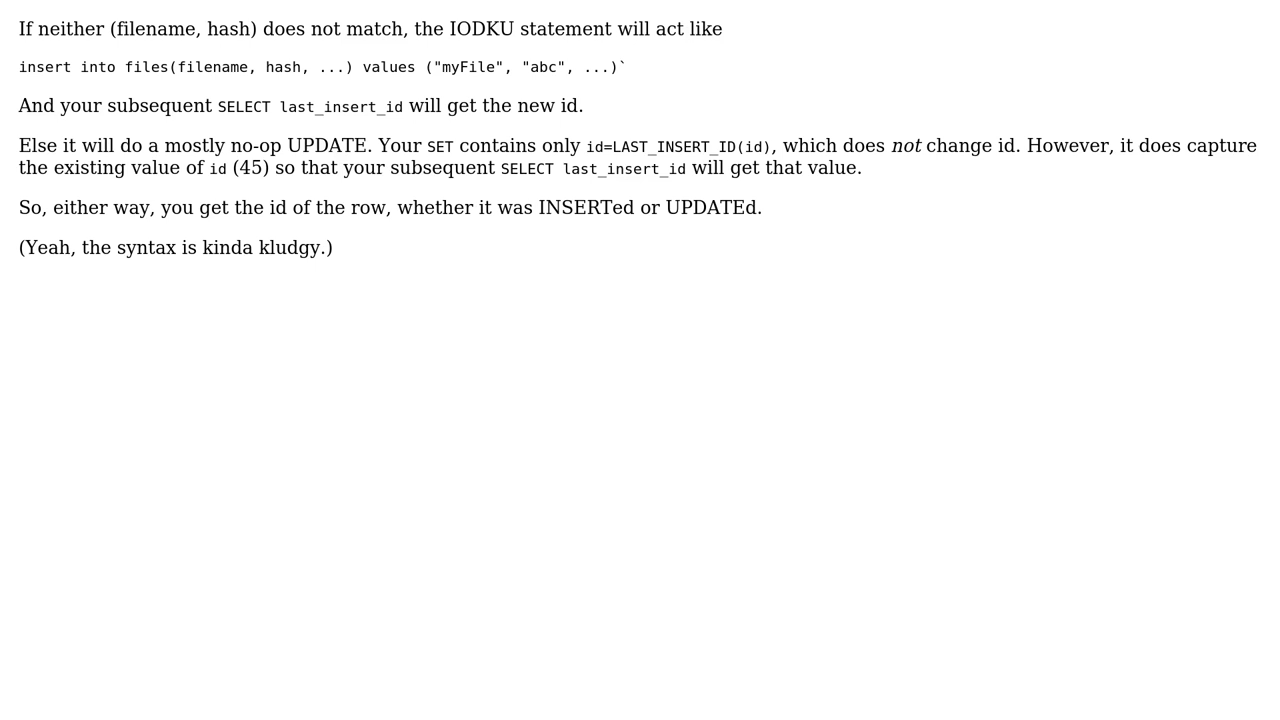 If neither (filename, hash) does not match, the IODKU statement will act like
insert into files(filename, hash, ...) values ("myFile", "abc", ...)`
And your subsequent SELECT last_insert_id will get the new id.
Else it will do a mostly no-op UPDATE. Your SET contains only id=LAST_INSERT_ID(id), which does not change id. However, it does capture
the existing value of id (45) so that your subsequent SELECT last_insert_id will get that value.
So, either way, you get the id of the row, whether it was INSERTed or UPDATEd.
(Yeah, the syntax is kinda kludgy.)